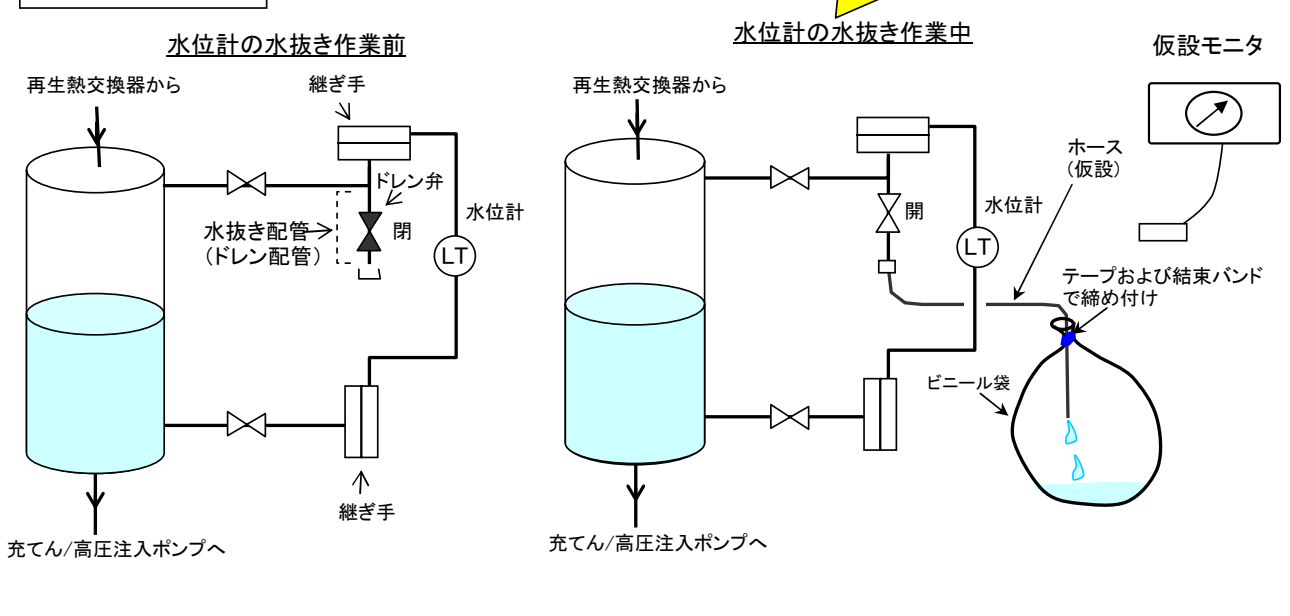 水位計の水抜き作業前
再生熱交換器から
継ぎ手
ドレン弁
水抜き配管
(ドレン配管)
閉
水位計
LT
継ぎ手
充てん/高圧注入ポンプへ
水位計の水抜き作業中
再生熱交換器から
開
水位計
LT
ホース
(仮設)
仮設モニタ
テープおよび結束バンド
で締め付け
ビニール袋
充てん/高圧注入ポンプへ